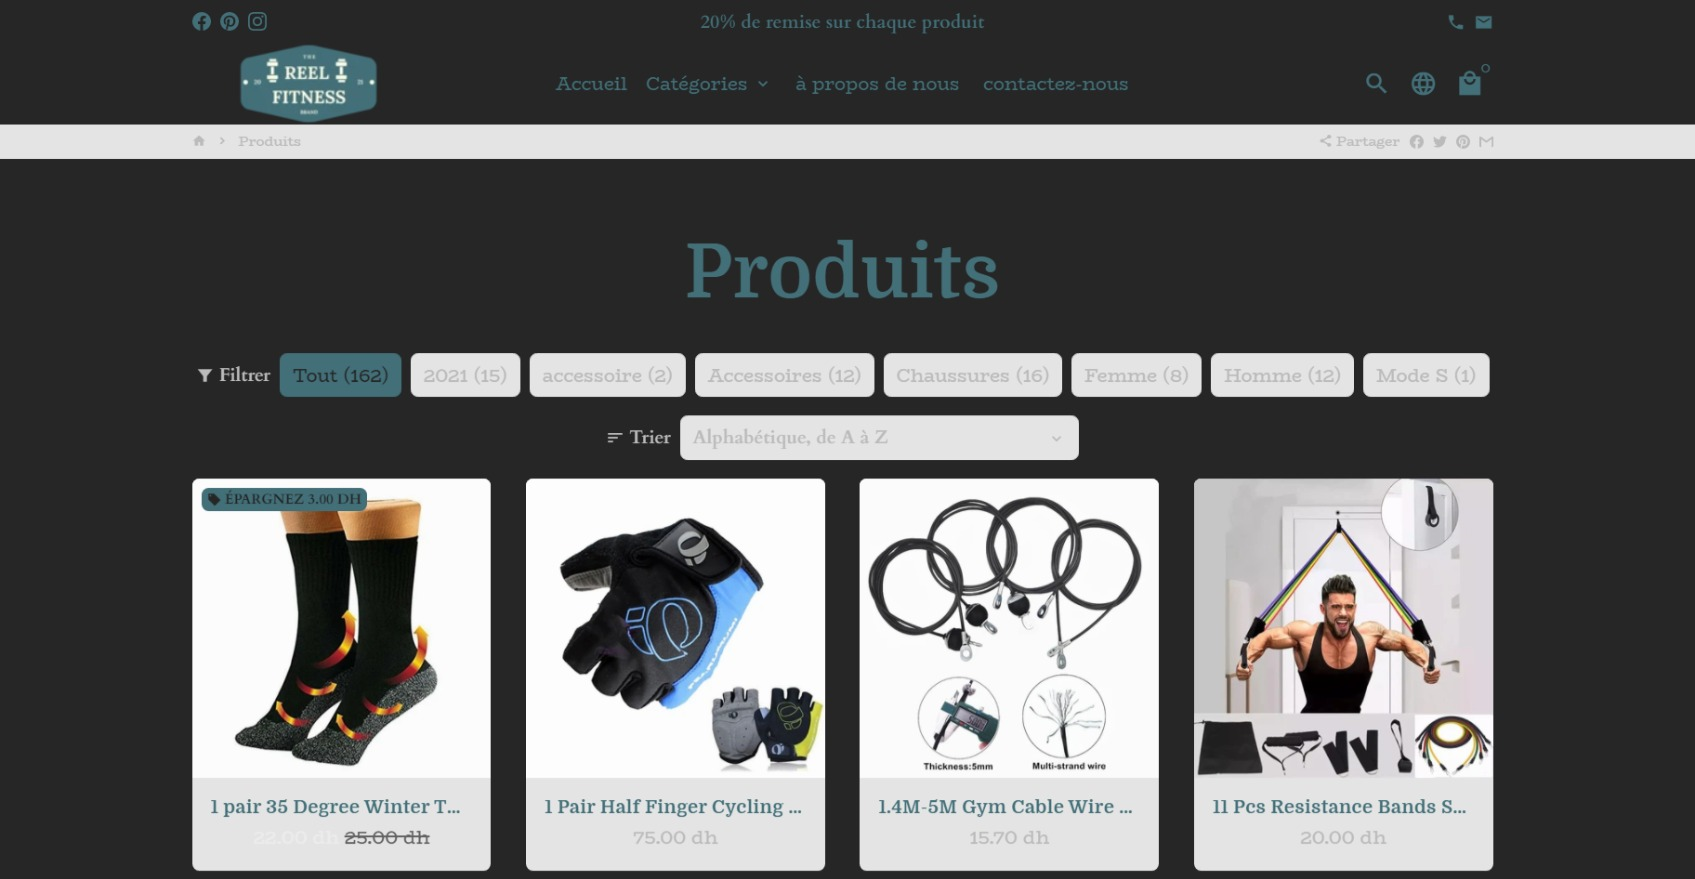 20% de remise sur chaque produit
THE
REEL
20 21
FITNESS
BRAND
Accueil Catégories à propos de nous contactez-nous
0
Produits
Partager
Produits
Filtrer Tout (162) 2021 (15) accessoire (2) Accessoires (12) Chaussures (16) Femme (8) Homme (12) Mode S (1)
Trier Alphabétique, de A à Z
ÉPARGNEZ 3.00 DH
Thickness:5mm Multi-strand wire
1 pair 35 Degree Winter T...
22.00 dh 25.00 dh
1 Pair Half Finger Cycling ...
75.00 dh
1.4M-5M Gym Cable Wire ...
15.70 dh
11 Pcs Resistance Bands S...
20.00 dh